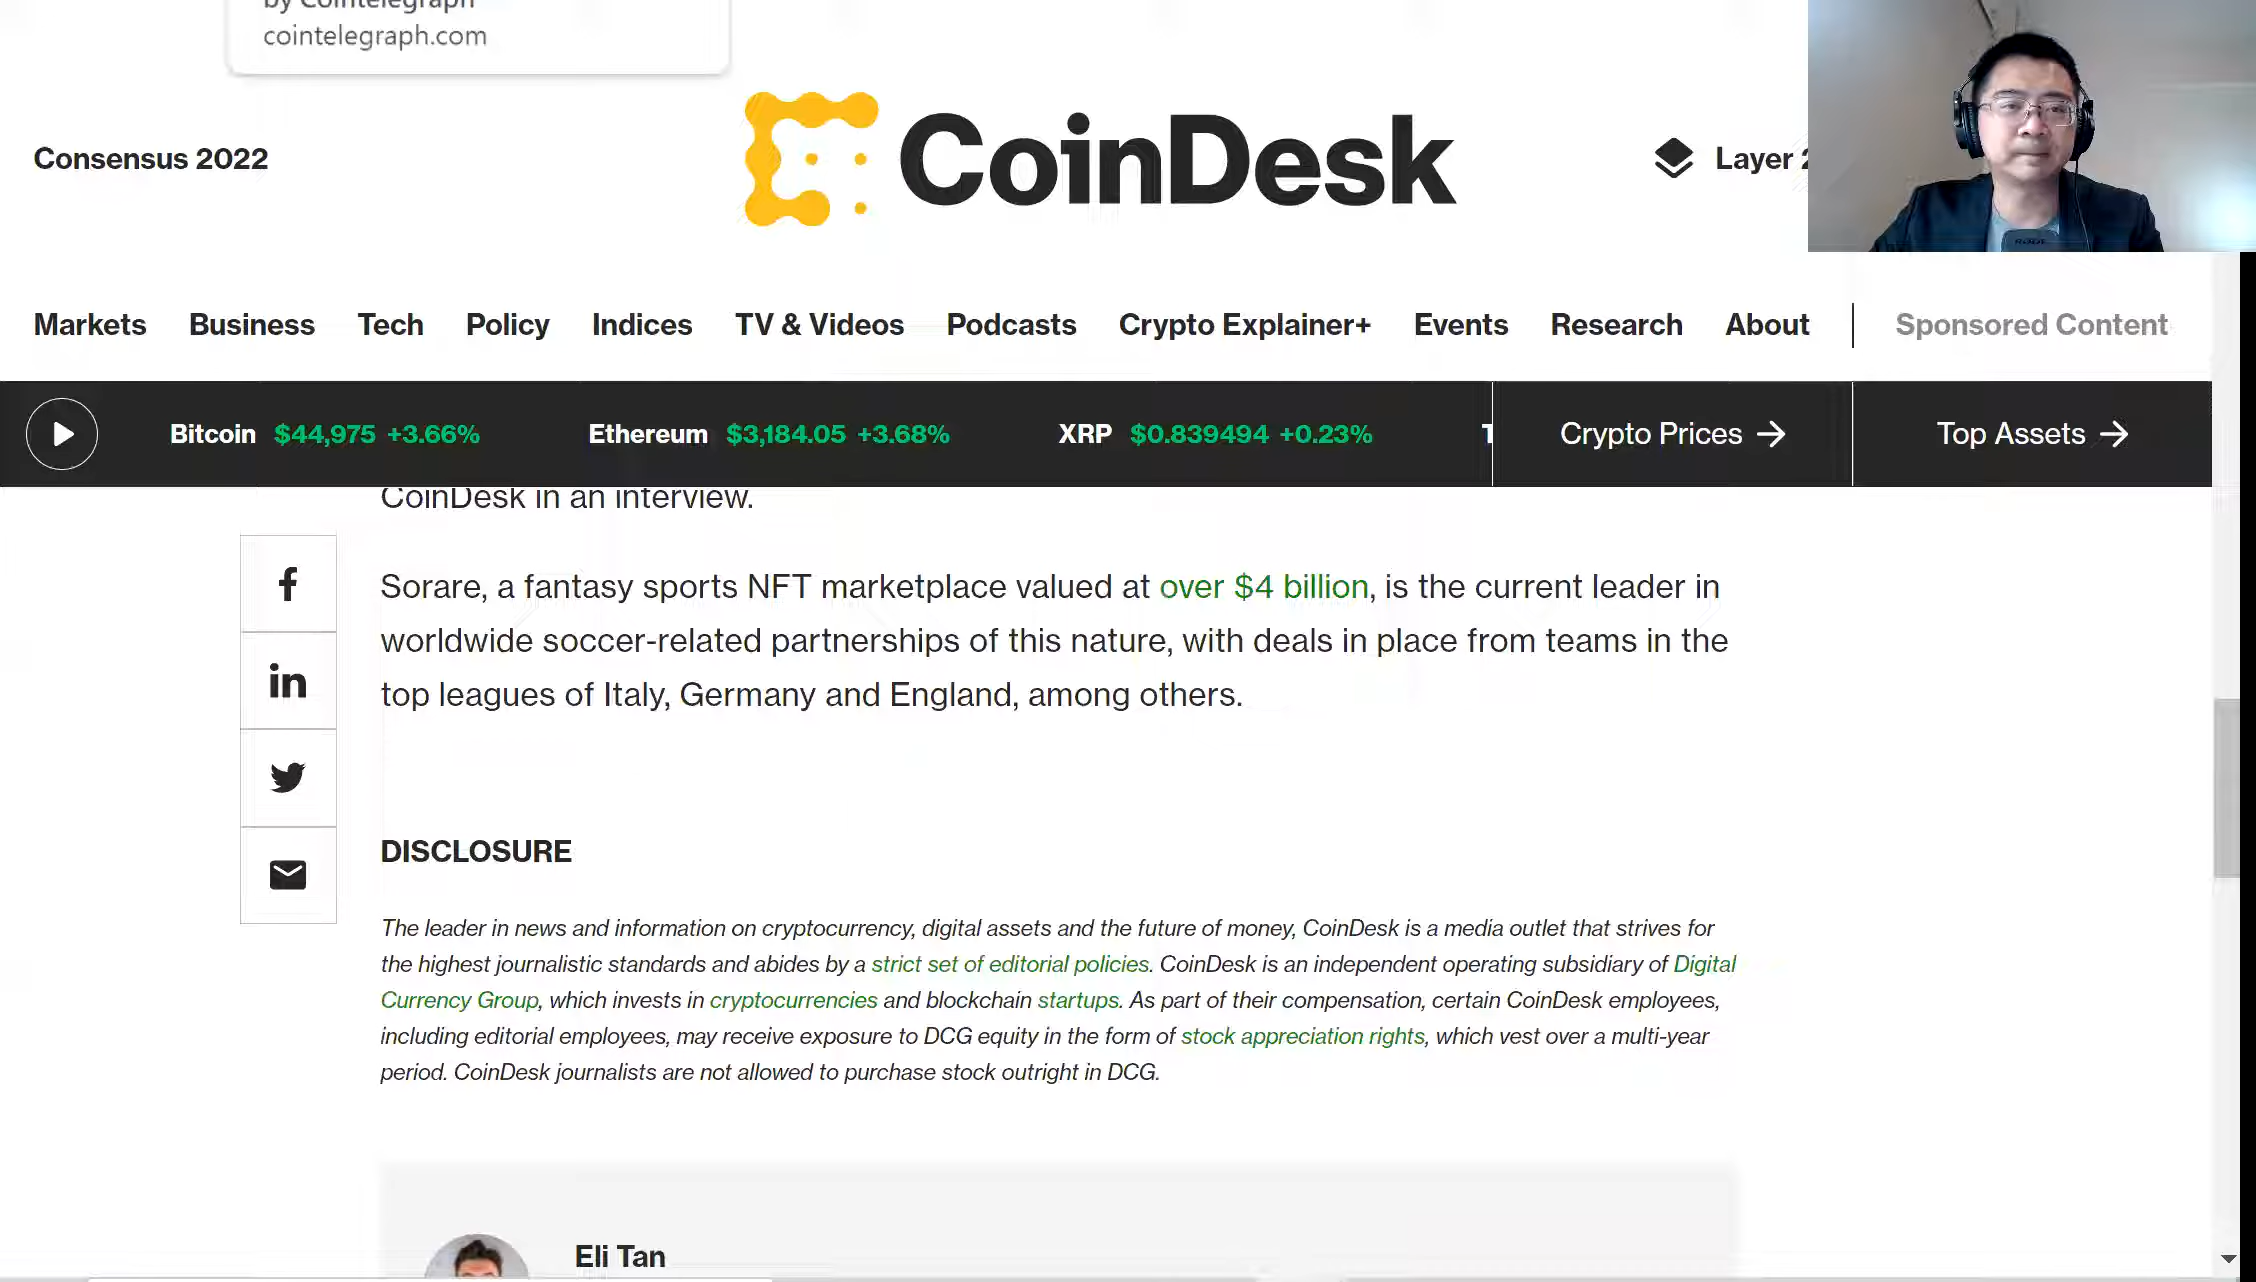 by Cointelegraph
cointelegraph.com
Consensus 2022
CoinDesk
Layer 2
Markets Business Tech Policy Indices TV & Videos Podcasts Crypto Explainer+ Events Research About Sponsored Content
Bitcoin $44,975 +3.66% Ethereum $3,184.05 +3.68% XRP $0.839494 +0.23% Crypto Prices → Top Assets →
CoinDesk in an interview.
Sorare, a fantasy sports NFT marketplace valued at over $4 billion, is the current leader in
worldwide soccer-related partnerships of this nature, with deals in place from teams in the
top leagues of Italy, Germany and England, among others.
DISCLOSURE
The leader in news and information on cryptocurrency, digital assets and the future of money, CoinDesk is a media outlet that strives for
the highest journalistic standards and abides by a strict set of editorial policies. CoinDesk is an independent operating subsidiary of Digital
Currency Group, which invests in cryptocurrencies and blockchain startups. As part of their compensation, certain CoinDesk employees,
including editorial employees, may receive exposure to DCG equity in the form of stock appreciation rights, which vest over a multi-year
period. CoinDesk journalists are not allowed to purchase stock outright in DCG.
Eli Tan